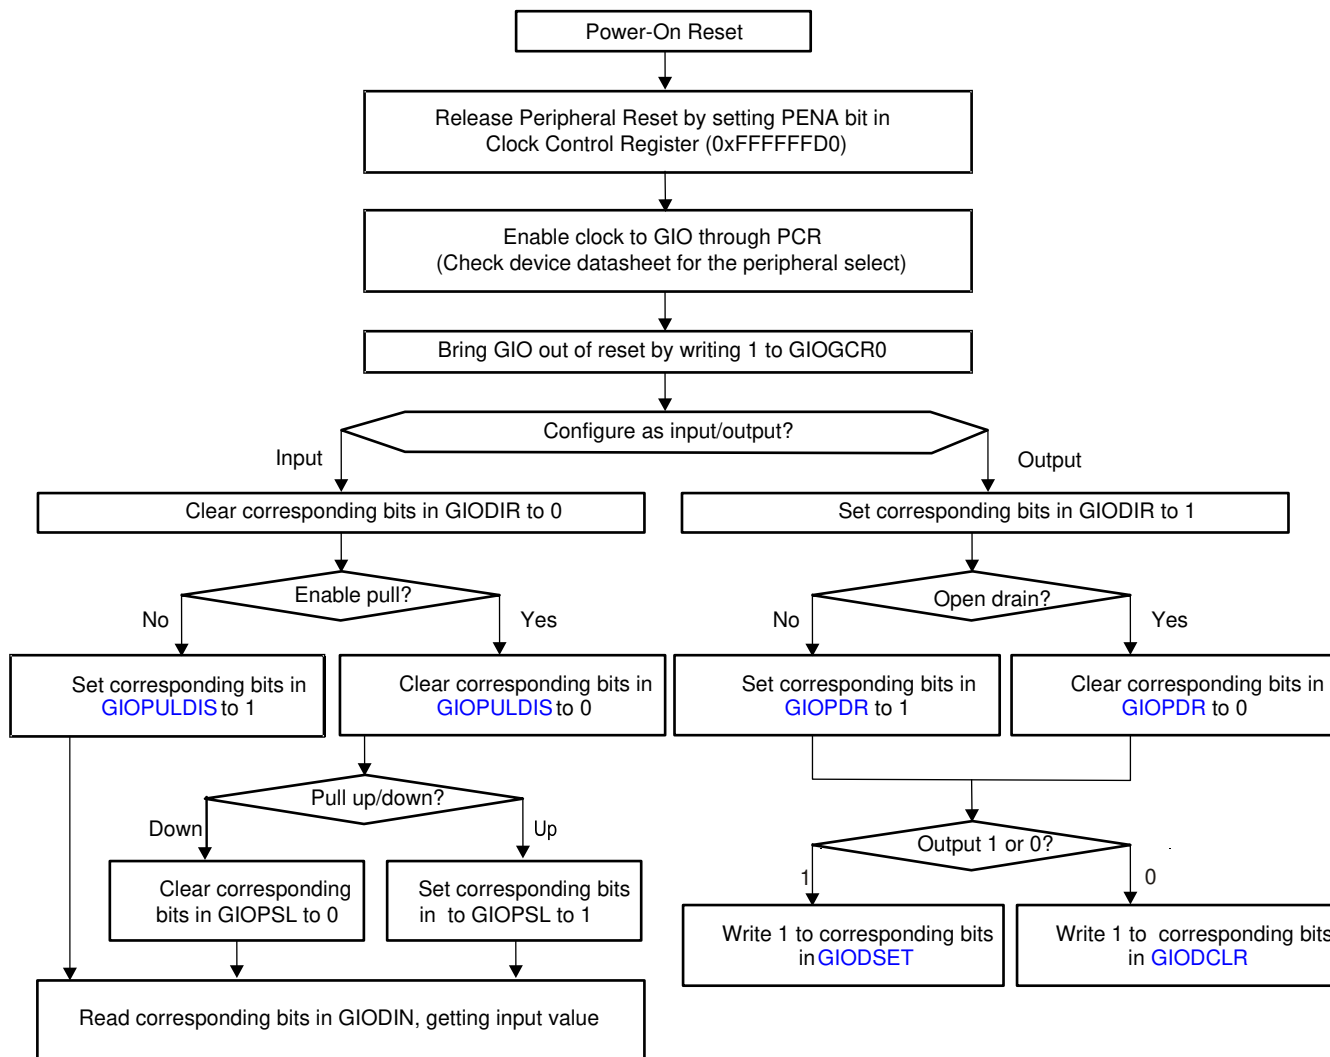 Power-On Reset
Release Peripheral Reset by setting PENA bit in
Clock Control Register (0xFFFFFFD0)
Enable clock to GIO through PCR
(Check device datasheet for the peripheral select)
Bring GIO out of reset by writing 1 to GIOGCR0
Configure as input/output?
Input
Output
Clear corresponding bits in GIODIR to 0
Set corresponding bits in GIODIR to 1
Enable pull?
Open drain?
No
Yes
No
Yes
Set corresponding bits in
GIOPULDIS to 1
Clear corresponding bits in
GIOPULDIS to 0
Set corresponding bits in
GIOPDR to 1
Clear corresponding bits in
GIOPDR to 0
Pull up/down?
Down
Up
Output 1 or 0?
1
0
Clear corresponding
bits in GIOPSL to 0
Set corresponding bits
in to GIOPSL to 1
Write 1 to corresponding bits
in GIODSET
Write 1 to corresponding bits
in GIODCLR
Read corresponding bits in GIODIN, getting input value